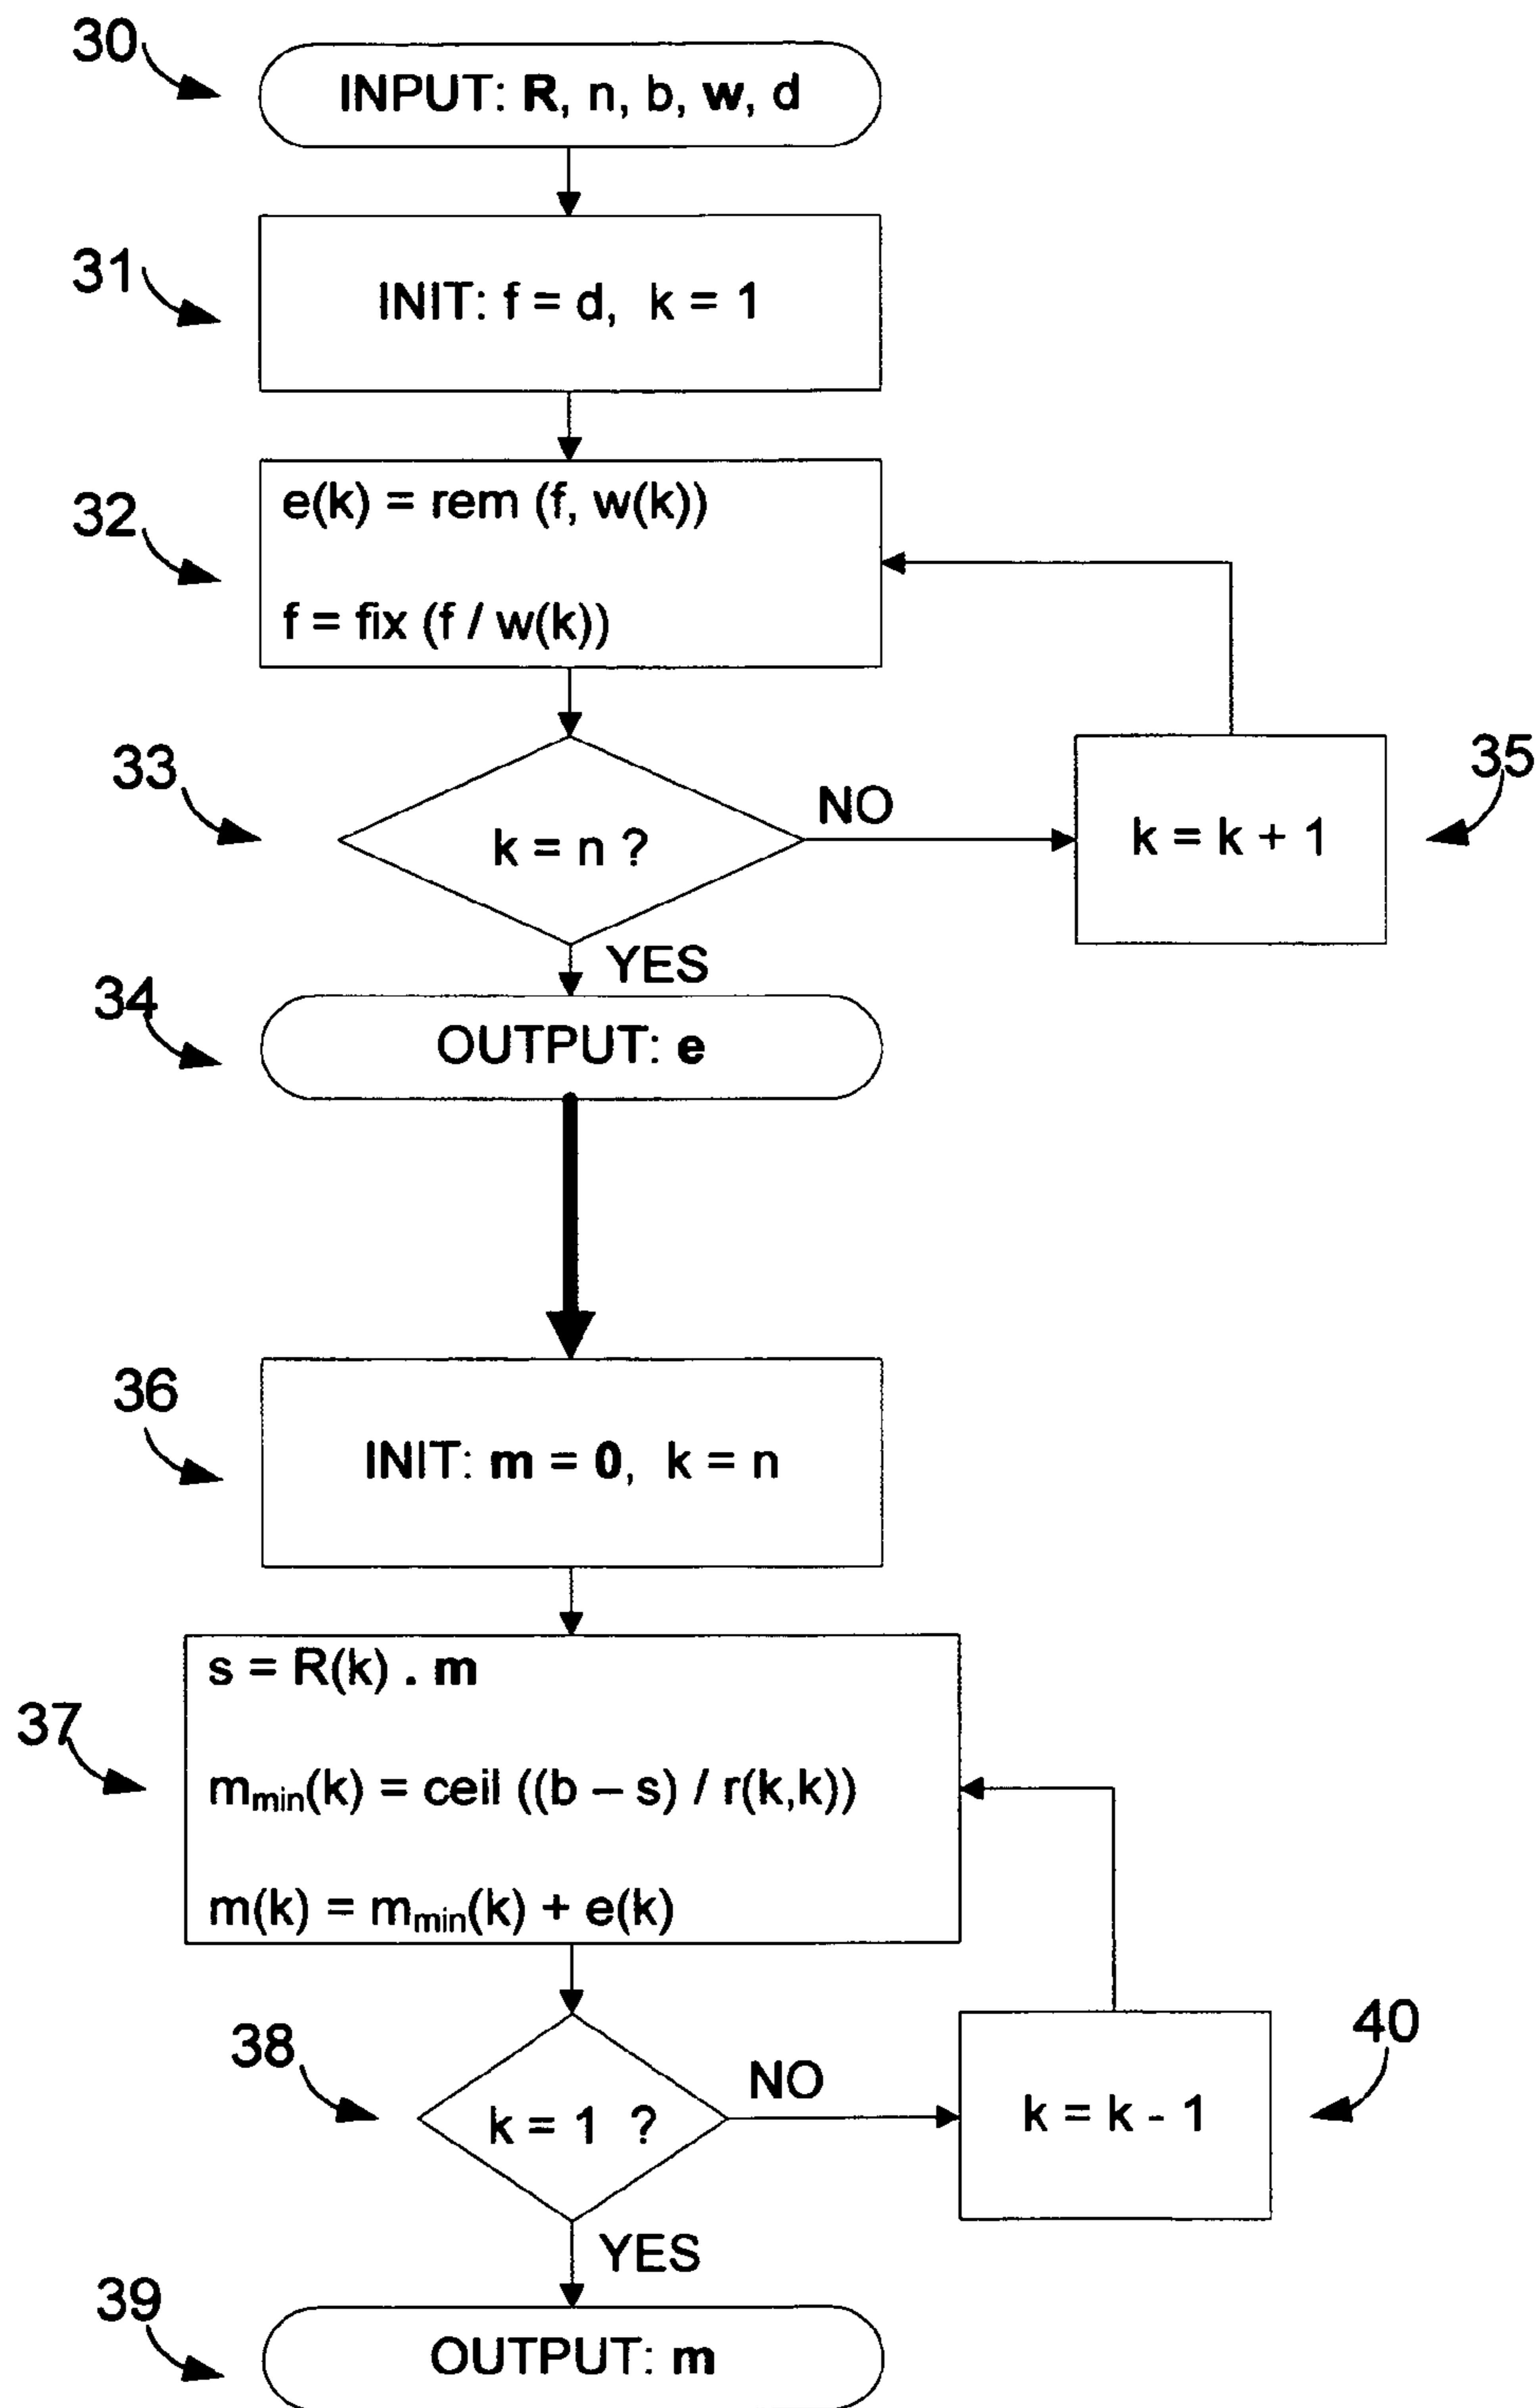 30
INPUT: R, n, b, w, d
31
INIT: f = d, k = 1
32
e(k) = rem (f, w(k))
f = fix (f / w(k))
33
k = n ?
NO
k = k + 1
35
YES
34
OUTPUT: e
36
INIT: m = 0, k = n
37
s = R(k) . m
mmin(k) = ceil ((b – s) / r(k,k))
m(k) = mmin(k) + e(k)
38
k = 1 ?
NO
k = k - 1
40
YES
39
OUTPUT: m